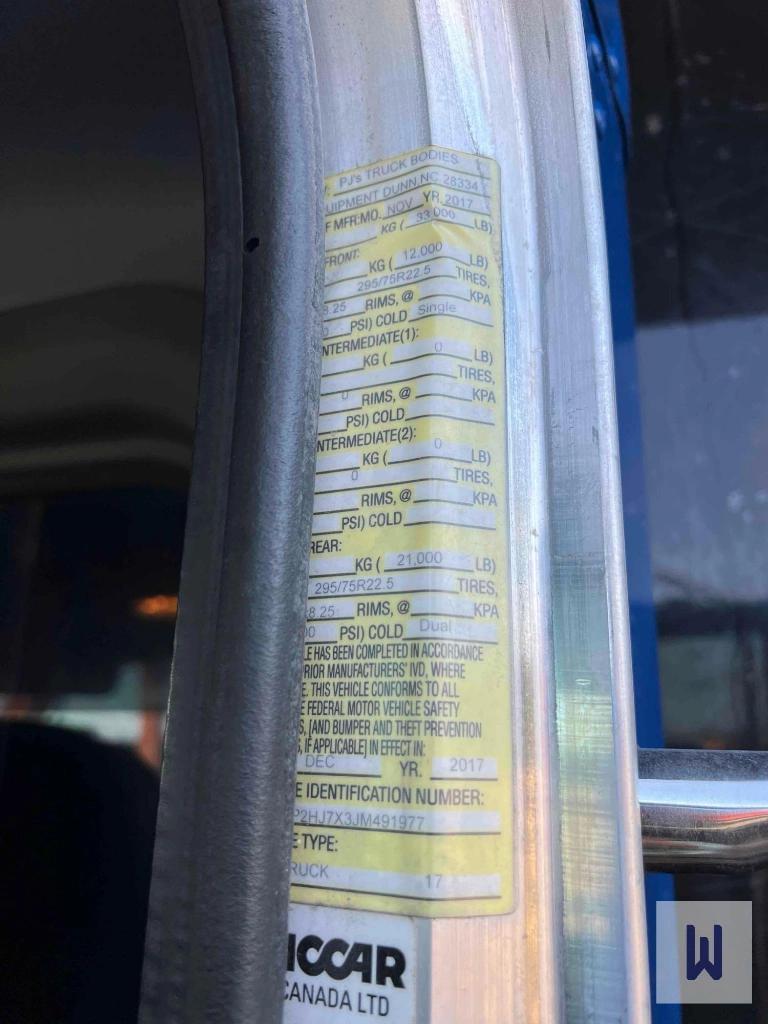 PJ's TRUCK BODIES
UIPMENT DUNN, NC 28334
F MFR:MO. NOV YR. 2017
KG ( 33,000 LB)
FRONT:
KG ( 12,000 LB)
295/75R22.5 TIRES,
8.25 RIMS, @ KPA
PSI) COLD Single
NTERMEDIATE(1):
KG ( 0 LB)
TIRES,
0 RIMS, @ KPA
PSI) COLD
NTERMEDIATE(2):
KG ( 0 LB)
0 TIRES,
RIMS, @ KPA
PSI) COLD
REAR:
KG ( 21,000 LB)
295/75R22.5 TIRES,
8.25 RIMS, @ KPA
00 PSI) COLD Dual
LE HAS BEEN COMPLETED IN ACCORDANCE
RIOR MANUFACTURERS' IVD, WHERE
E. THIS VEHICLE CONFORMS TO ALL
E FEDERAL MOTOR VEHICLE SAFETY
S, [AND BUMPER AND THEFT PREVENTION
S, IF APPLICABLE] IN EFFECT IN:
DEC YR. 2017
E IDENTIFICATION NUMBER:
P2HJ7X3JM491977
E TYPE:
RUCK 17
ICCAR
CANADA LTD
W